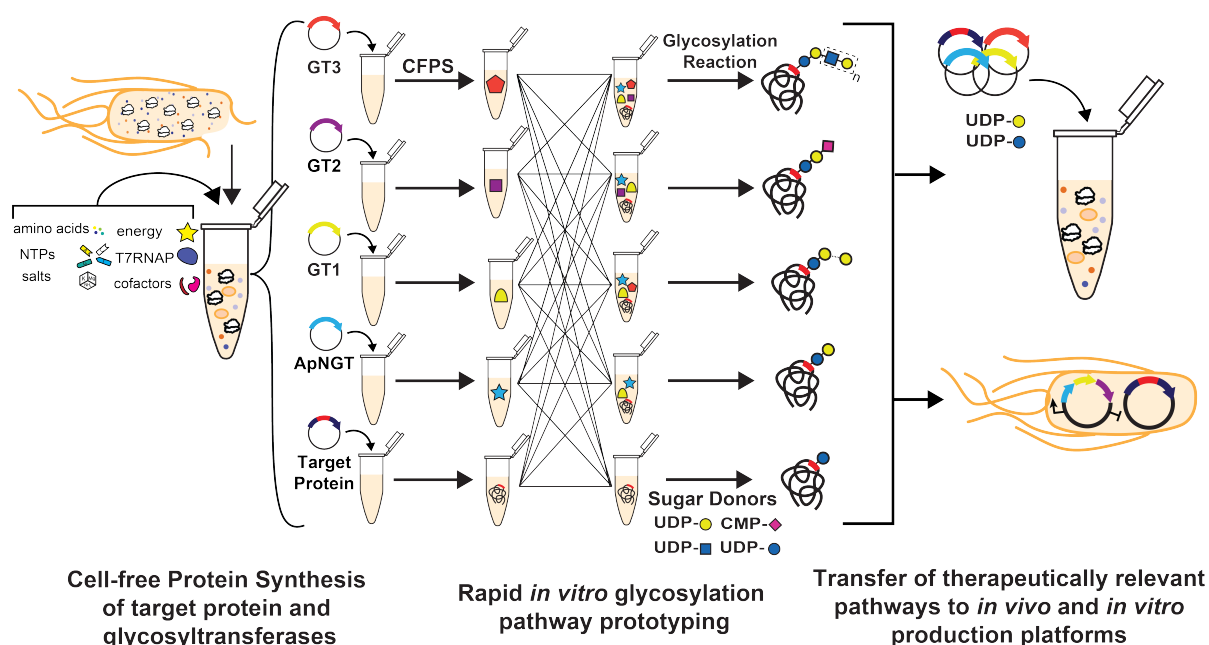 GT3
CFPS
Glycosylation
Reaction
n
UDP-
UDP-
GT2
amino acids
energy
NTPs
T7RNAP
salts
cofactors
GT1
ApNGT
Target
Protein
Sugar Donors
UDP- CMP-
UDP- UDP-
Cell-free Protein Synthesis
of target protein and
glycosyltransferases
Rapid in vitro glycosylation
pathway prototyping
Transfer of therapeutically relevant
pathways to in vivo and in vitro
production platforms